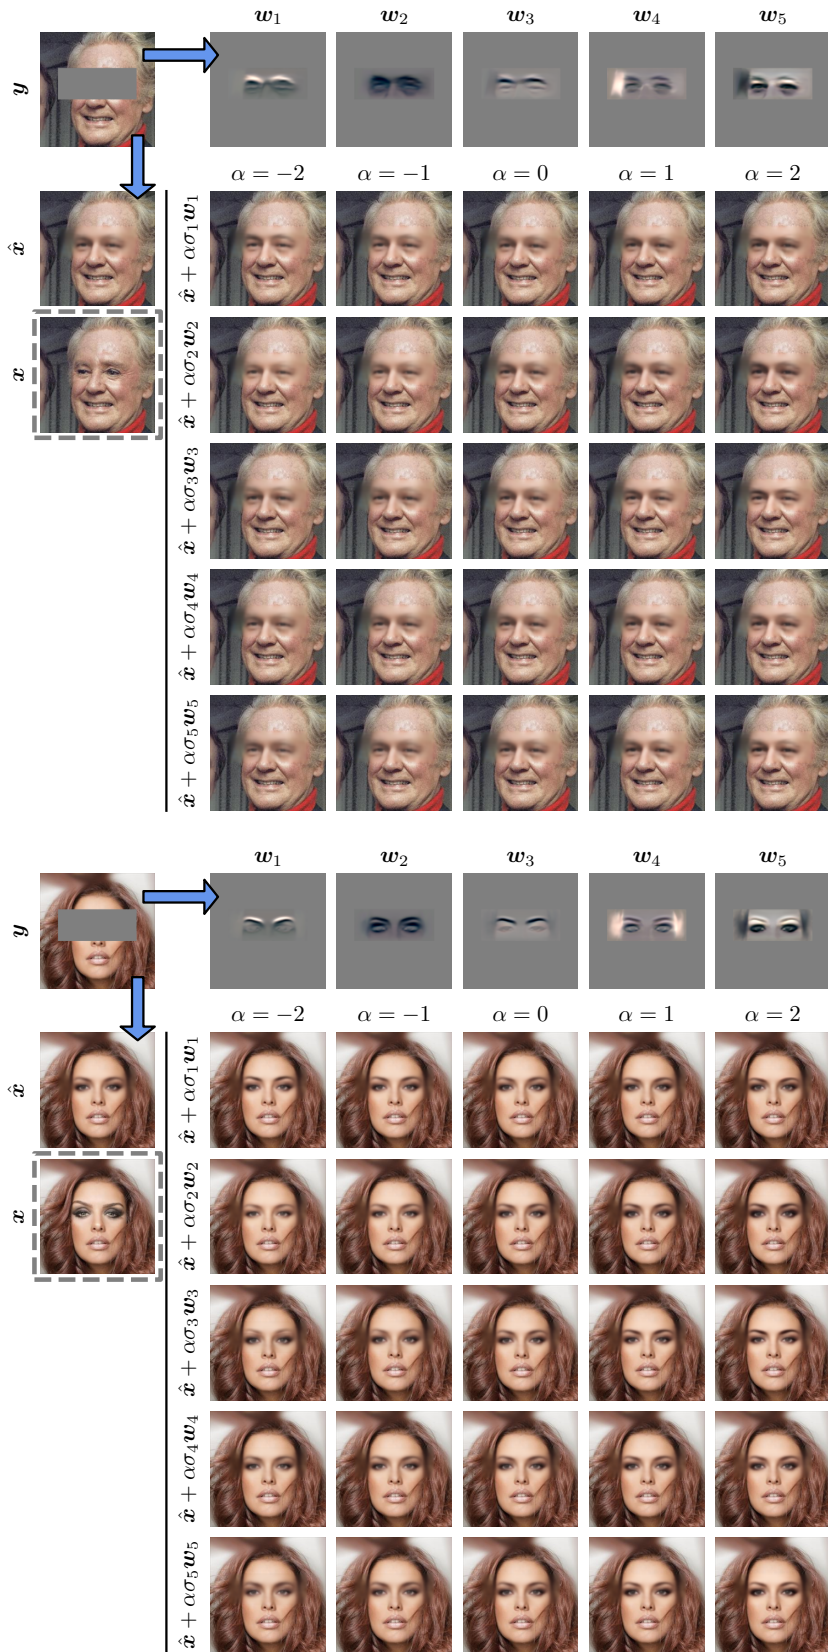 w₁ w₂ w₃ w₄ w₅
y
α = −2 α = −1 α = 0 α = 1 α = 2
x̂
x̂ + ασ₁w₁
x
x̂ + ασ₂w₂
x̂ + ασ₃w₃
x̂ + ασ₄w₄
x̂ + ασ₅w₅
w₁ w₂ w₃ w₄ w₅
y
α = −2 α = −1 α = 0 α = 1 α = 2
x̂
x̂ + ασ₁w₁
x
x̂ + ασ₂w₂
x̂ + ασ₃w₃
x̂ + ασ₄w₄
x̂ + ασ₅w₅